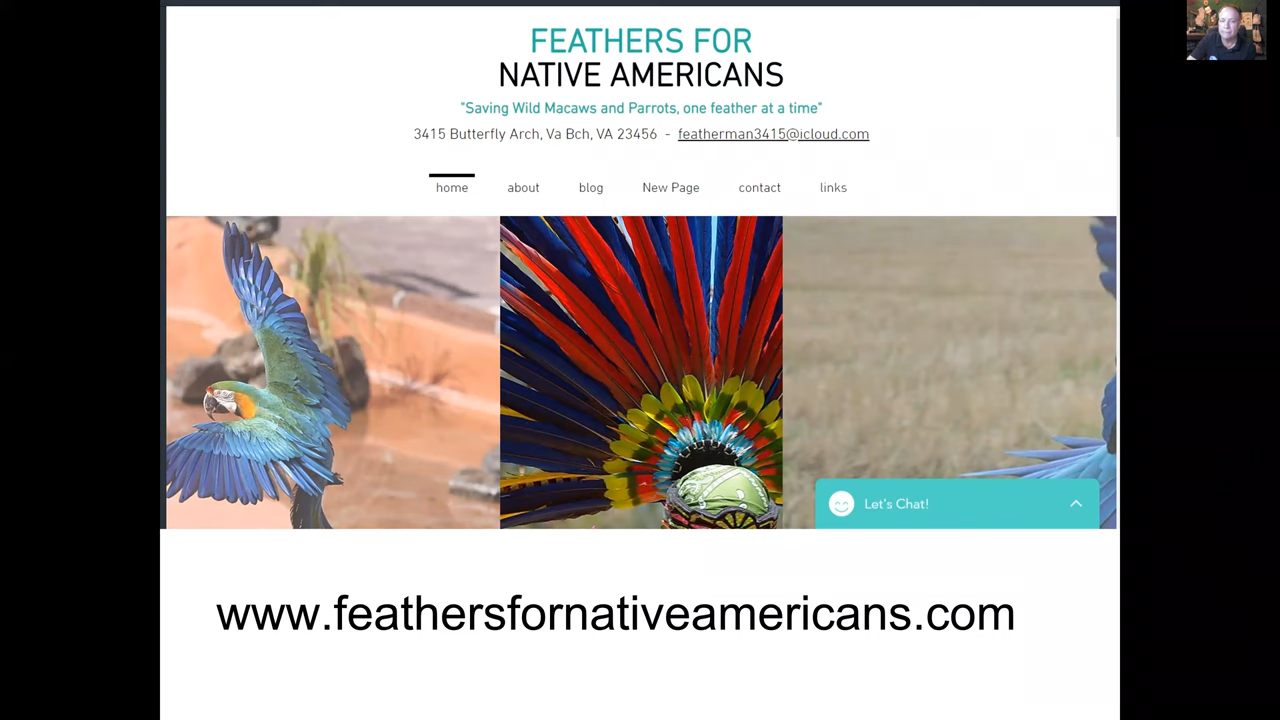 FEATHERS FOR
NATIVE AMERICANS
"Saving Wild Macaws and Parrots, one feather at a time"
3415 Butterfly Arch, Va Bch, VA 23456 - featherman3415@icloud.com
home about blog New Page contact links
Let's Chat!
www.feathersfornativeamericans.com